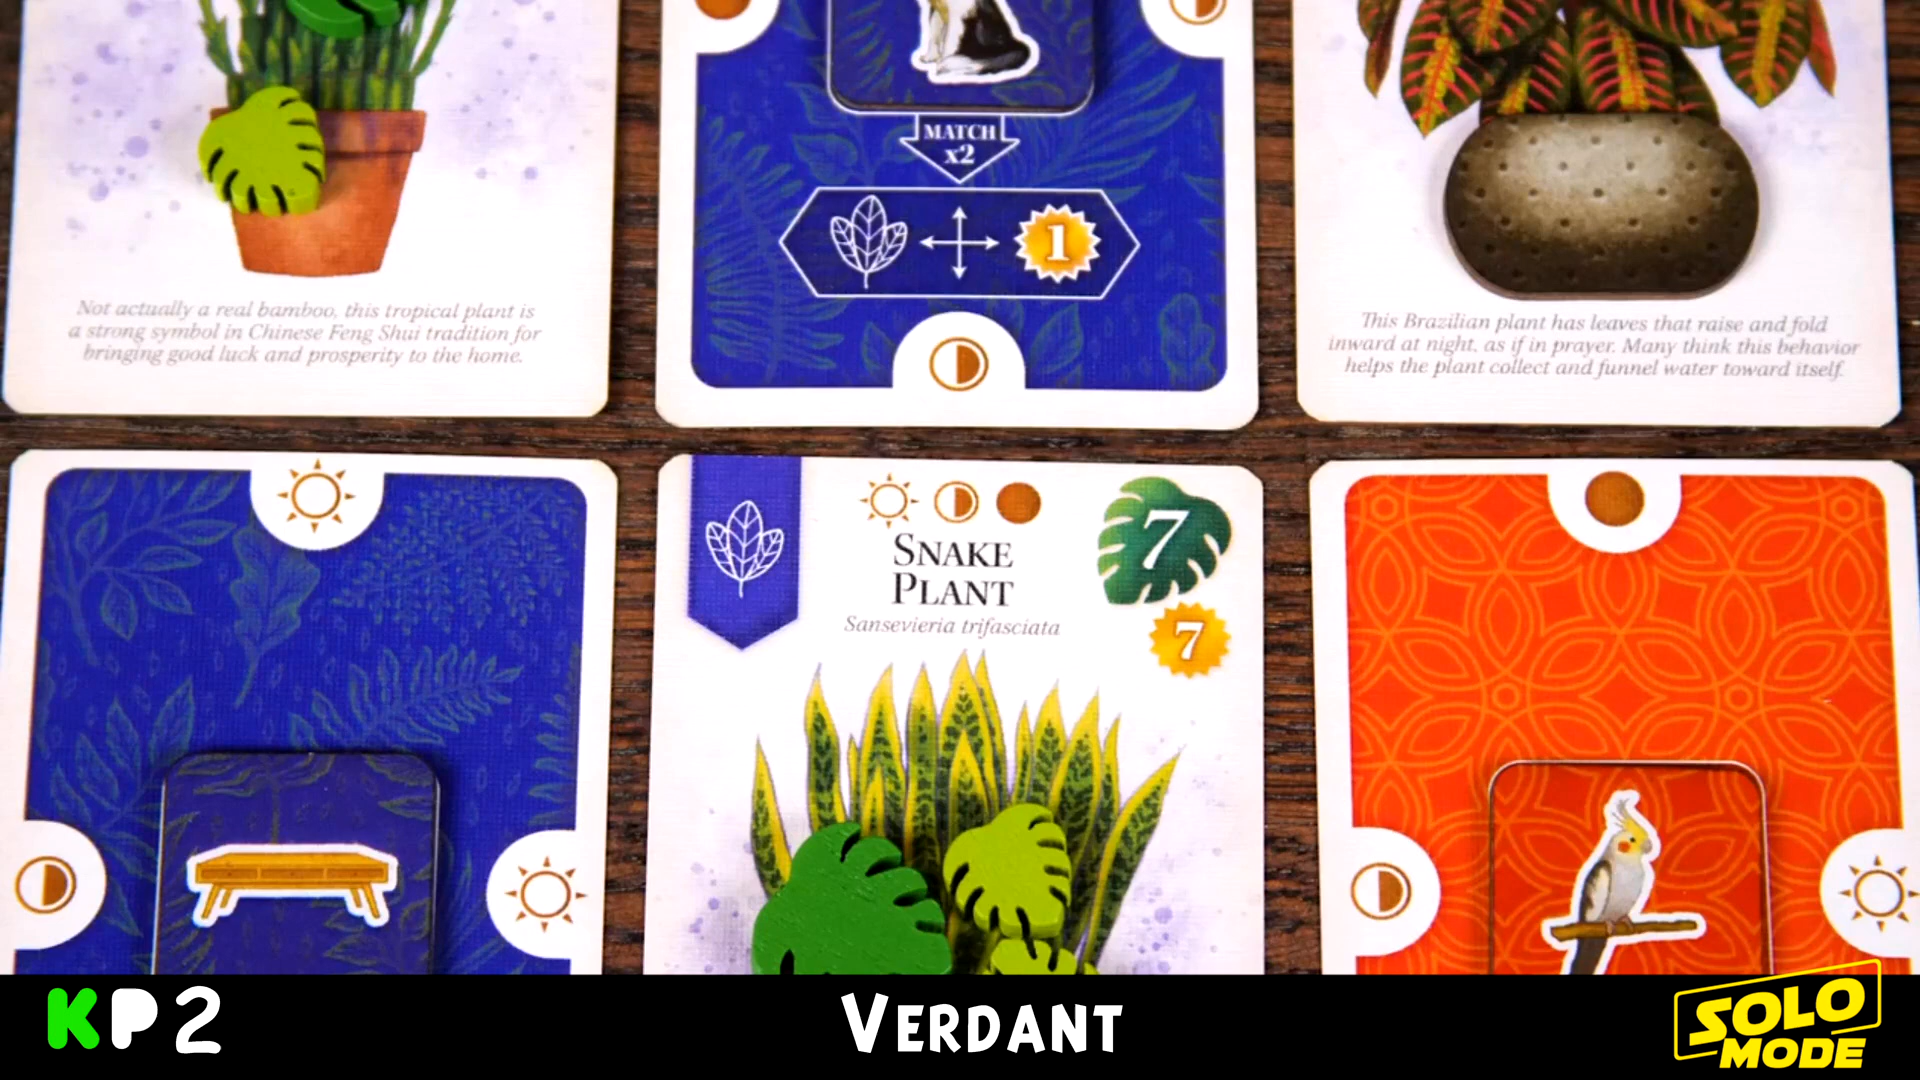 MATCH
x2
1
Not actually a real bamboo, this tropical plant is
a strong symbol in Chinese Feng Shui tradition for
bringing good luck and prosperity to the home.
This Brazilian plant has leaves that raise and fold
inward at night, as if in prayer. Many think this behavior
helps the plant collect and funnel water toward itself.
SNAKE
PLANT
Sansevieria trifasciata
7
7
KP2
VERDANT
SOLO
MODE